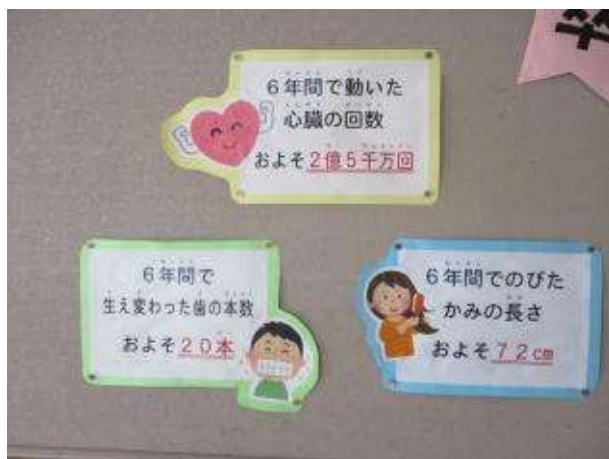 6年間で動いた
心臓の回数
およそ2億5千万回
6年間で
生え変わった歯の本数
およそ20本
6年間でのびた
かみの長さ
およそ72cm